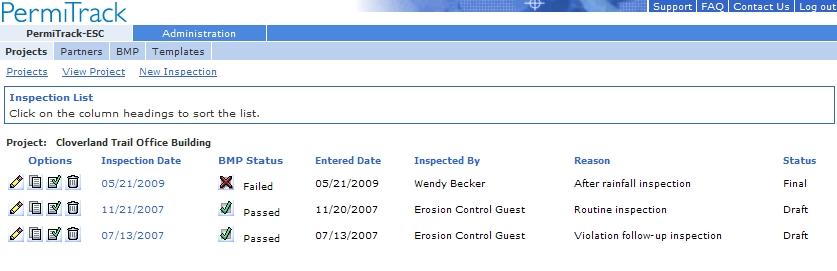 PermiTrack
Support | FAQ | Contact Us | Log out
PermiTrack-ESC Administration
Projects Partners BMP Templates
Projects View Project New Inspection
Inspection List
Click on the column headings to sort the list.
Project: Cloverland Trail Office Building
Options Inspection Date BMP Status Entered Date Inspected By Reason Status
05/21/2009 Failed 05/21/2009 Wendy Becker After rainfall inspection Final
11/21/2007 Passed 11/20/2007 Erosion Control Guest Routine inspection Draft
07/13/2007 Passed 07/13/2007 Erosion Control Guest Violation follow-up inspection Draft